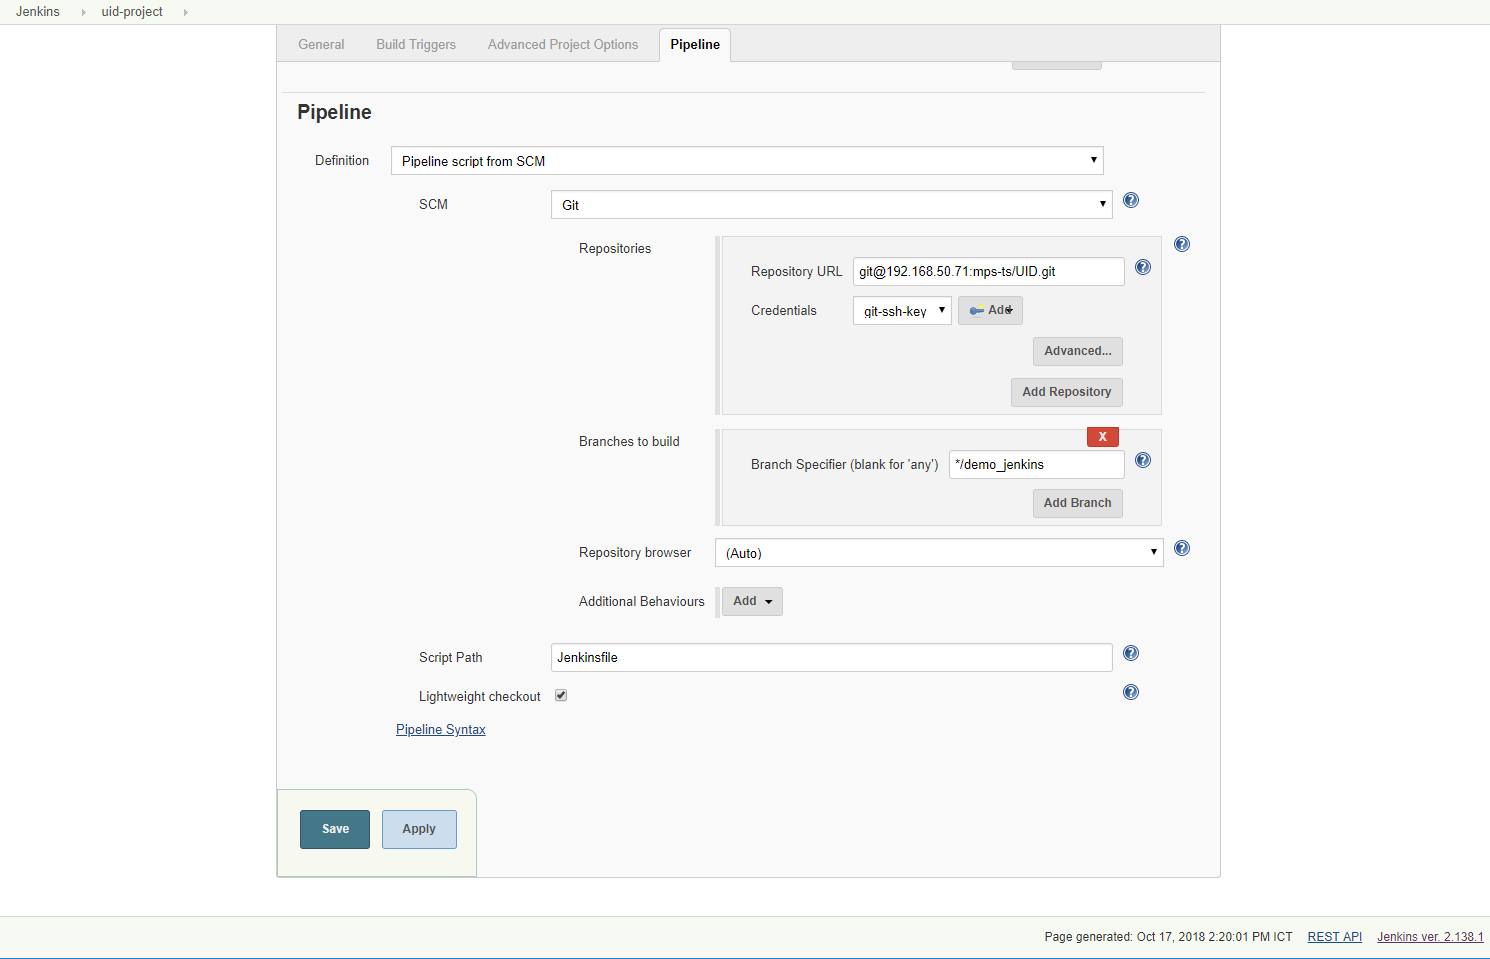 Jenkins uid-project
General Build Triggers Advanced Project Options Pipeline
Pipeline
Definition Pipeline script from SCM
SCM Git
Repositories
Repository URL git@192.168.50.71:mps-ts/UID.git
Credentials git-ssh-key Add
Advanced...
Add Repository
X
Branches to build
Branch Specifier (blank for 'any') */demo_jenkins
Add Branch
Repository browser (Auto)
Additional Behaviours Add
Script Path Jenkinsfile
Lightweight checkout
Pipeline Syntax
Save Apply
Page generated: Oct 17, 2018 2:20:01 PM ICT REST API Jenkins ver. 2.138.1